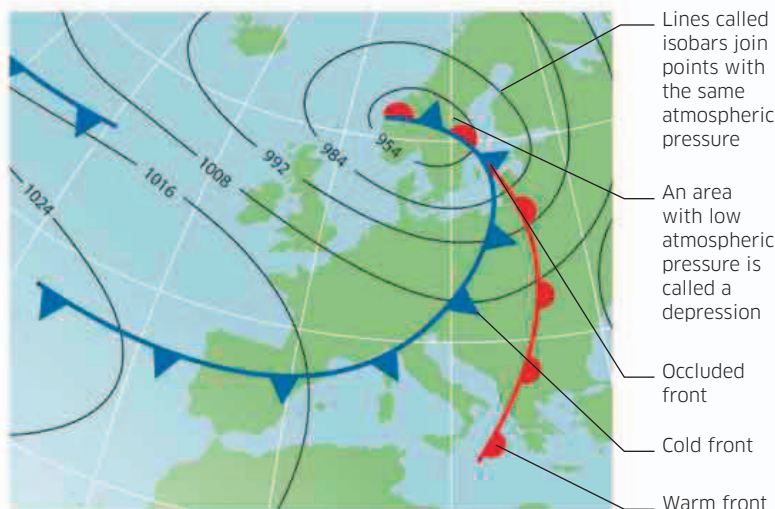 Lines called
isobars join
points with
the same
atmospheric
pressure
An area
with low
atmospheric
pressure is
called a
depression
Occluded
front
Cold front
Warm front
954
984
992
1008
1016
1024